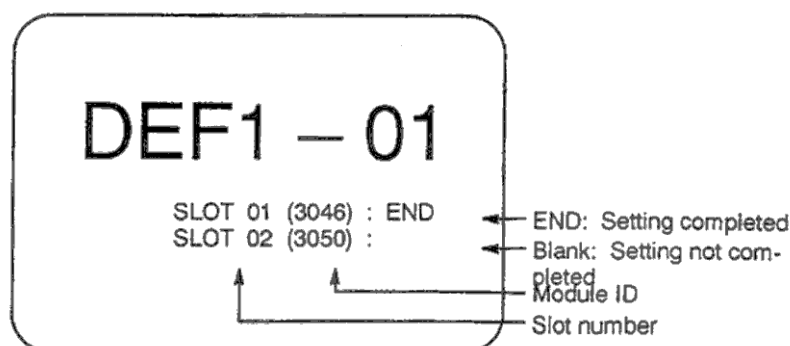 DEF1 – 01
SLOT 01 (3046) : END
SLOT 02 (3050) :
END: Setting completed
Blank: Setting not com-
pleted
Module ID
Slot number